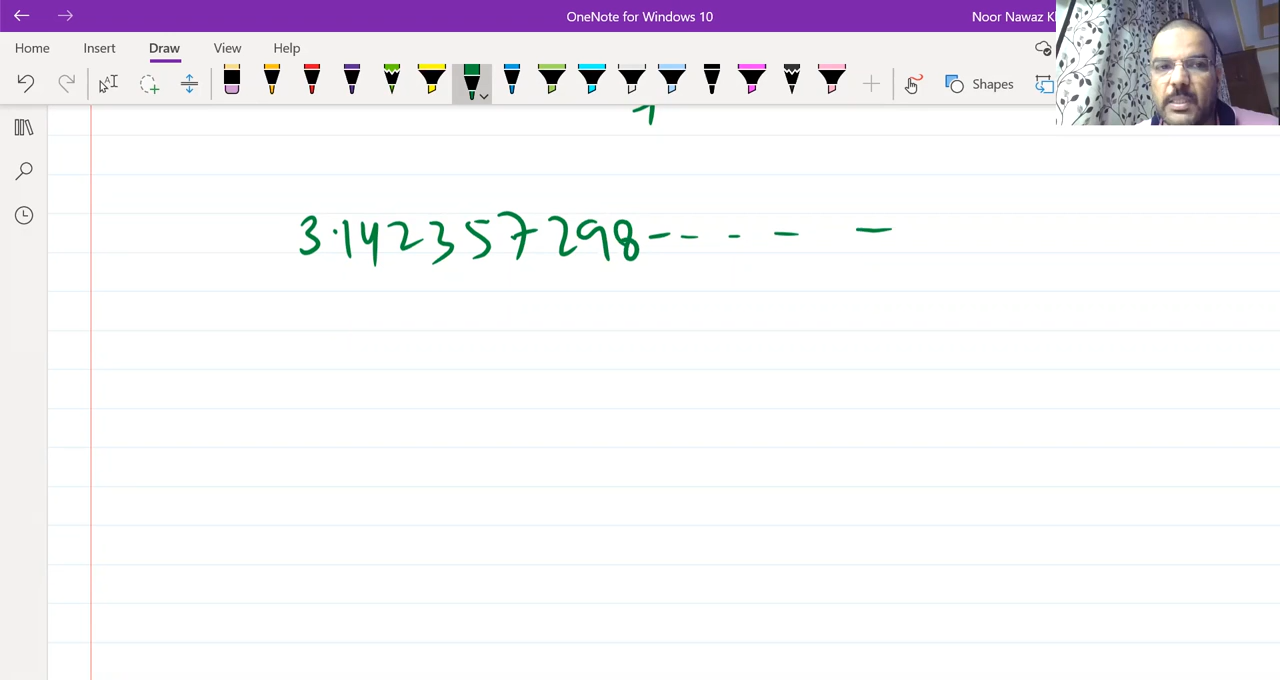 OneNote for Windows 10
Noor Nawaz
Home Insert Draw View Help
Shapes
3.142357298-----